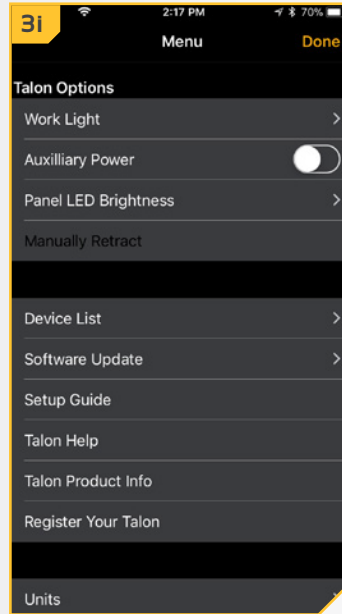 3i
2:17 PM 70%
Menu Done
Talon Options
Work Light
Auxilliary Power
Panel LED Brightness
Manually Retract
Device List
Software Update
Setup Guide
Talon Help
Talon Product Info
Register Your Talon
Units